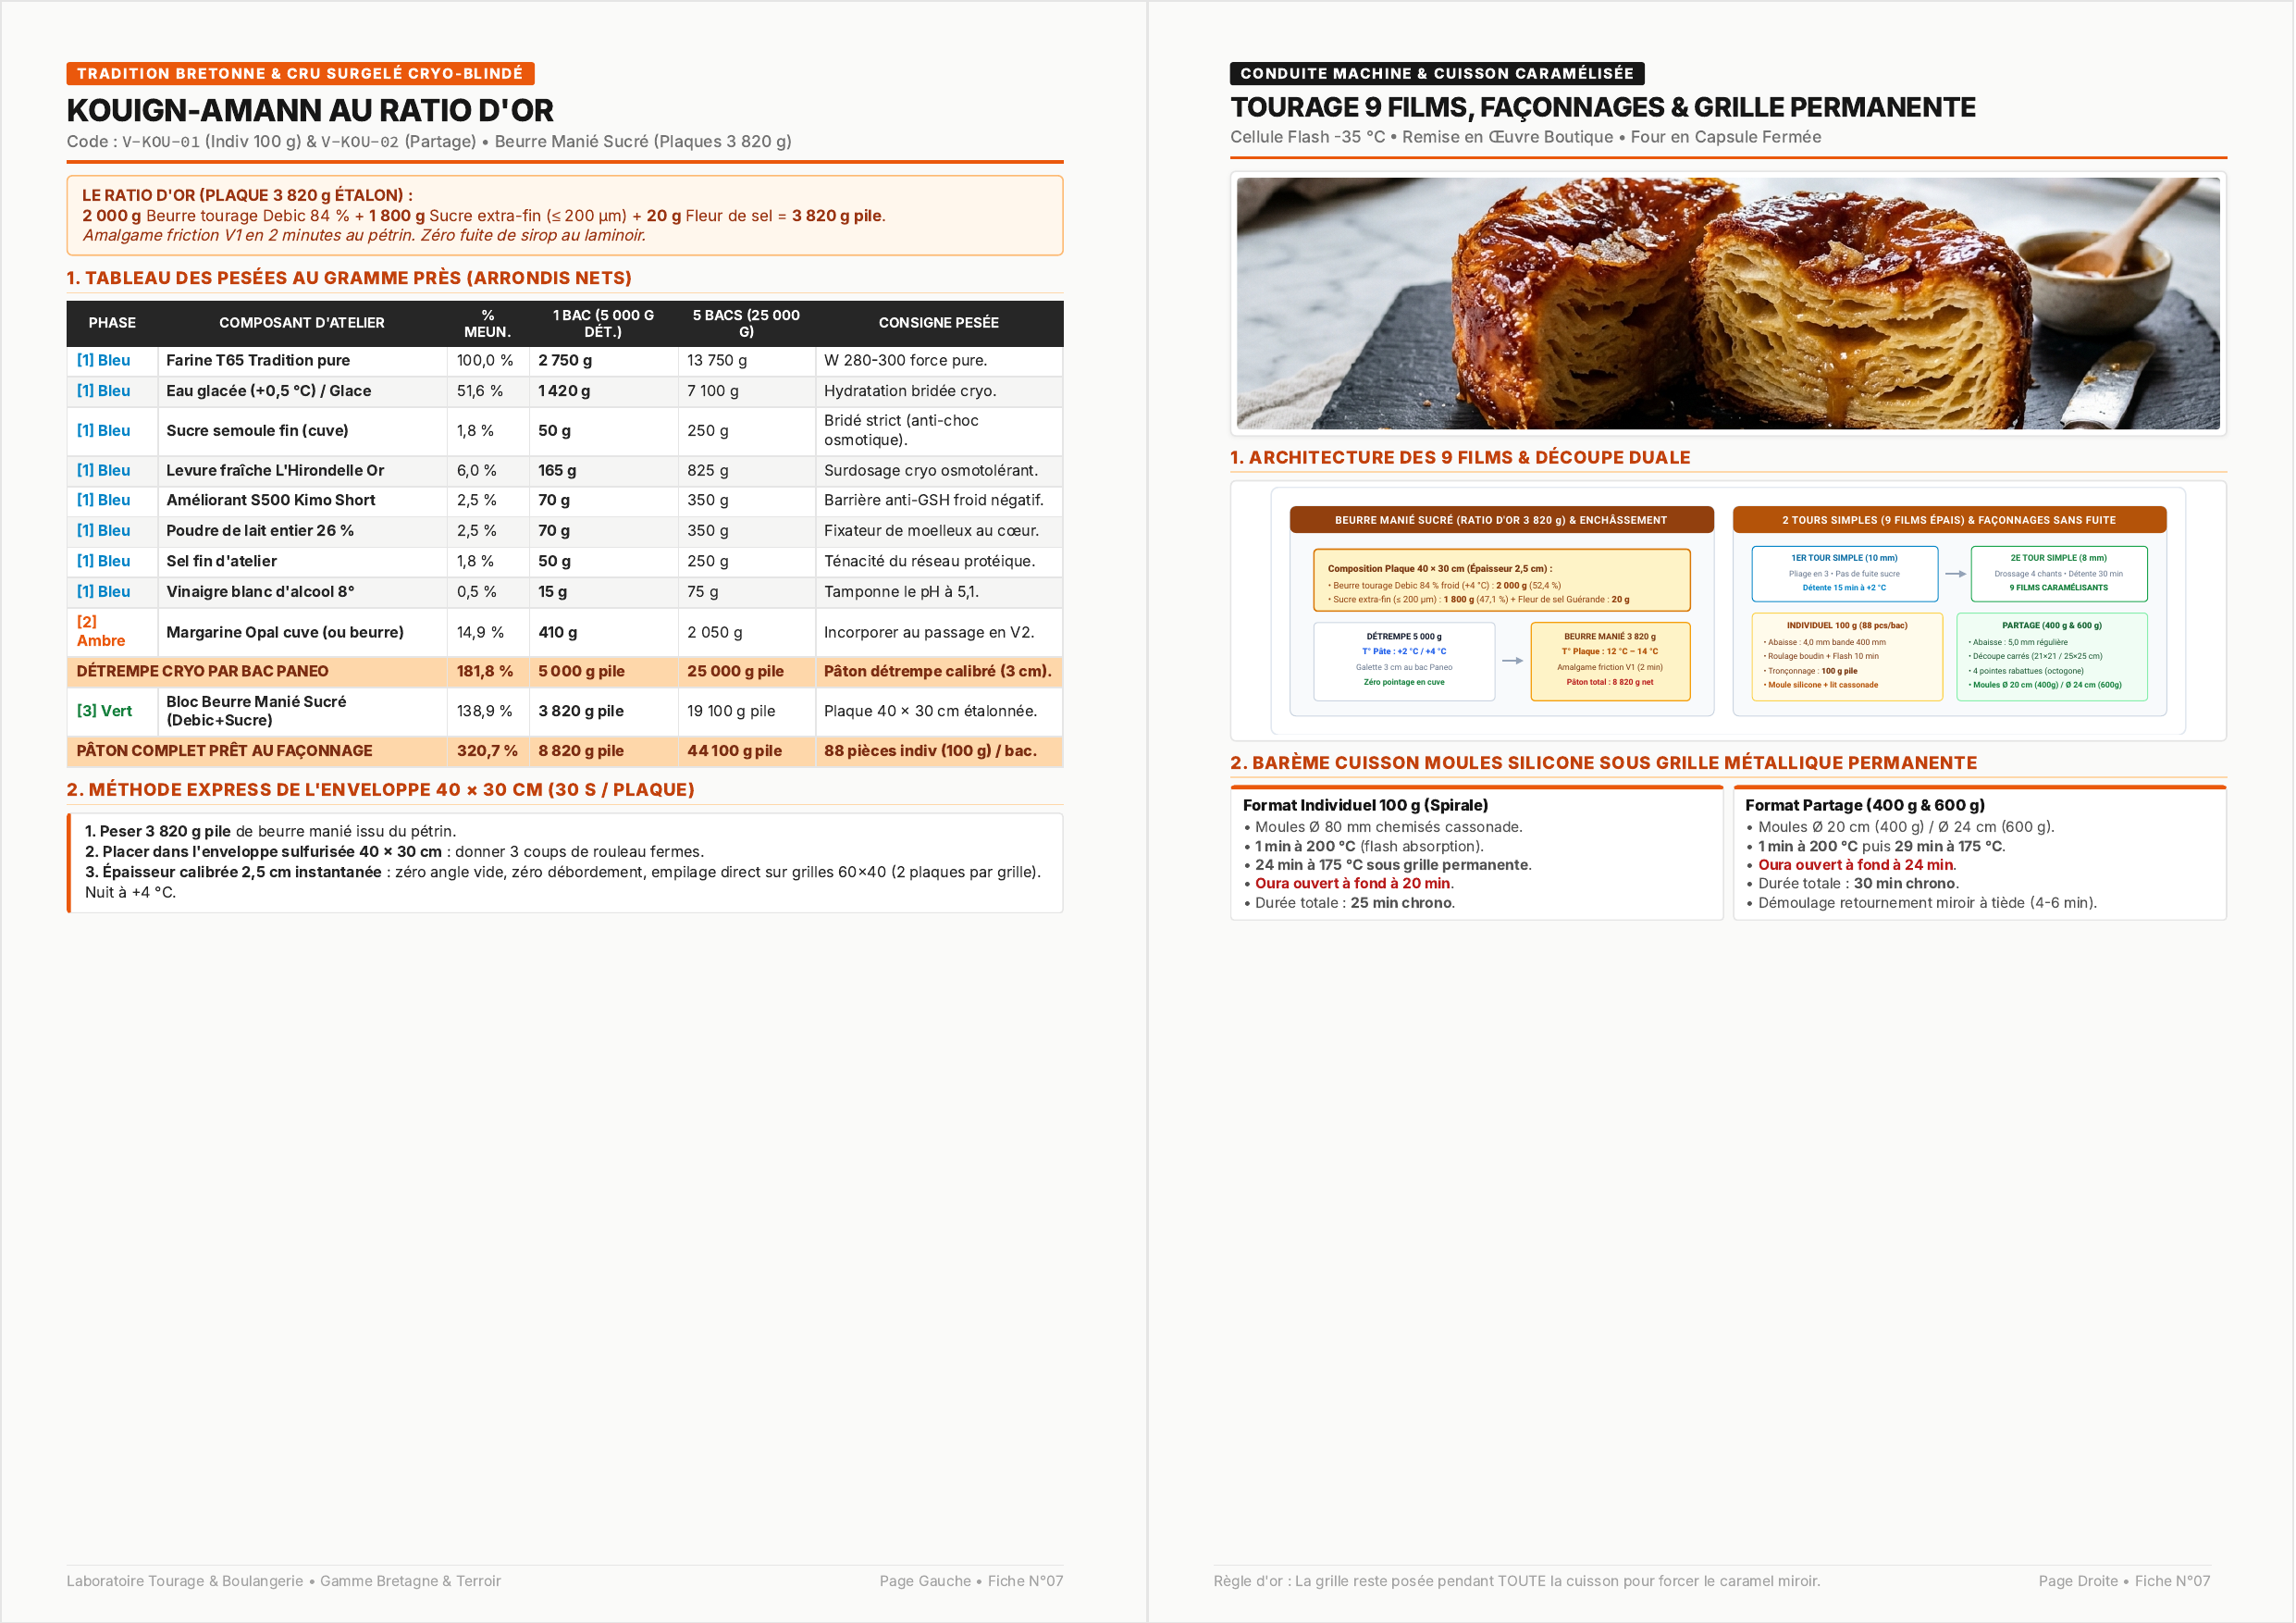 TRADITION BRETONNE & CRU SURGELÉ CRYO-BLINDÉ
KOUIGN-AMANN AU RATIO D'OR
Code : V-KOU-01 (Indiv 100 g) & V-KOU-02 (Partage) • Beurre Manié Sucré (Plaques 3 820 g)
LE RATIO D'OR (PLAQUE 3 820 g ÉTALON) :
2 000 g Beurre tourage Debic 84 % + 1 800 g Sucre extra-fin (≤ 200 µm) + 20 g Fleur de sel = 3 820 g pile.
Amalgame friction V1 en 2 minutes au pétrin. Zéro fuite de sirop au laminoir.
1. TABLEAU DES PESÉES AU GRAMME PRÈS (ARRONDIS NETS)
PHASE COMPOSANT D'ATELIER % MEUN. 1 BAC (5 000 G DÉT.) 5 BACS (25 000 G) CONSIGNE PESÉE
[1] Bleu Farine T65 Tradition pure 100,0 % 2 750 g 13 750 g W 280-300 force pure.
[1] Bleu Eau glacée (+0,5 °C) / Glace 51,6 % 1 420 g 7 100 g Hydratation bridée cryo.
[1] Bleu Sucre semoule fin (cuve) 1,8 % 50 g 250 g Bridé strict (anti-choc osmotique).
[1] Bleu Levure fraîche L'Hirondelle Or 6,0 % 165 g 825 g Surdosage cryo osmotolérant.
[1] Bleu Améliorant S500 Kimo Short 2,5 % 70 g 350 g Barrière anti-GSH froid négatif.
[1] Bleu Poudre de lait entier 26 % 2,5 % 70 g 350 g Fixateur de moelleux au cœur.
[1] Bleu Sel fin d'atelier 1,8 % 50 g 250 g Ténacité du réseau protéique.
[1] Bleu Vinaigre blanc d'alcool 8° 0,5 % 15 g 75 g Tamponne le pH à 5,1.
[2] Ambre Margarine Opal cuve (ou beurre) 14,9 % 410 g 2 050 g Incorporer au passage en V2.
DÉTREMPE CRYO PAR BAC PANEO 181,8 % 5 000 g pile 25 000 g pile Pâton détrempe calibré (3 cm).
[3] Vert Bloc Beurre Manié Sucré (Debic+Sucre) 138,9 % 3 820 g pile 19 100 g pile Plaque 40 × 30 cm étalonnée.
PÂTON COMPLET PRÊT AU FAÇONNAGE 320,7 % 8 820 g pile 44 100 g pile 88 pièces indiv (100 g) / bac.
2. MÉTHODE EXPRESS DE L'ENVELOPPE 40 × 30 CM (30 S / PLAQUE)
1. Peser 3 820 g pile de beurre manié issu du pétrin.
2. Placer dans l'enveloppe sulfurisée 40 × 30 cm : donner 3 coups de rouleau fermes.
3. Épaisseur calibrée 2,5 cm instantanée : zéro angle vide, zéro débordement, empilage direct sur grilles 60×40 (2 plaques par grille).
Nuit à +4 °C.
Laboratoire Tourage & Boulangerie • Gamme Bretagne & Terroir
Page Gauche • Fiche N°07
CONDUITE MACHINE & CUISSON CARAMÉLISÉE
TOURAGE 9 FILMS, FAÇONNAGES & GRILLE PERMANENTE
Cellule Flash -35 °C • Remise en Œuvre Boutique • Four en Capsule Fermée
1. ARCHITECTURE DES 9 FILMS & DÉCOUPE DUALE
BEURRE MANIÉ SUCRÉ (RATIO D'OR 3 820 g) & ENCHÂSSEMENT
Composition Plaque 40 × 30 cm (Épaisseur 2,5 cm) :
• Beurre tourage Debic 84 % froid (+4 °C) : 2 000 g (52,4 %)
• Sucre extra-fin (≤ 200 µm) : 1 800 g (47,1 %) + Fleur de sel Guérande : 20 g
DÉTREMPE 5 000 g
T° Pâte : +2 °C / +4 °C
Galette 3 cm au bac Paneo
Zéro pointage en cuve
BEURRE MANIÉ 3 820 g
T° Plaque : 12 °C – 14 °C
Amalgame friction V1 (2 min)
Pâton total : 8 820 g net
2 TOURS SIMPLES (9 FILMS ÉPAIS) & FAÇONNAGES SANS FUITE
1ER TOUR SIMPLE (10 mm)
Pliage en 3 • Pas de fuite sucre
Détente 15 min à +2 °C
2E TOUR SIMPLE (8 mm)
Drossage 4 chants • Détente 30 min
9 FILMS CARAMÉLISANTS
INDIVIDUEL 100 g (88 pcs/bac)
• Abaisse : 4,0 mm bande 400 mm
• Roulage boudin + Flash 10 min
• Tronçonnage : 100 g pile
• Moule silicone + lit cassonade
PARTAGE (400 g & 600 g)
• Abaisse : 5,0 mm régulière
• Découpe carrés (21×21 / 25×25 cm)
• 4 pointes rabattues (octogone)
• Moules Ø 20 cm (400g) / Ø 24 cm (600g)
2. BARÈME CUISSON MOULES SILICONE SOUS GRILLE MÉTALLIQUE PERMANENTE
Format Individuel 100 g (Spirale)
• Moules Ø 80 mm chemisés cassonade.
• 1 min à 200 °C (flash absorption).
• 24 min à 175 °C sous grille permanente.
• Oura ouvert à fond à 20 min.
• Durée totale : 25 min chrono.
Format Partage (400 g & 600 g)
• Moules Ø 20 cm (400 g) / Ø 24 cm (600 g).
• 1 min à 200 °C puis 29 min à 175 °C.
• Oura ouvert à fond à 24 min.
• Durée totale : 30 min chrono.
• Démoulage retournement miroir à tiède (4-6 min).
Règle d'or : La grille reste posée pendant TOUTE la cuisson pour forcer le caramel miroir.
Page Droite • Fiche N°07